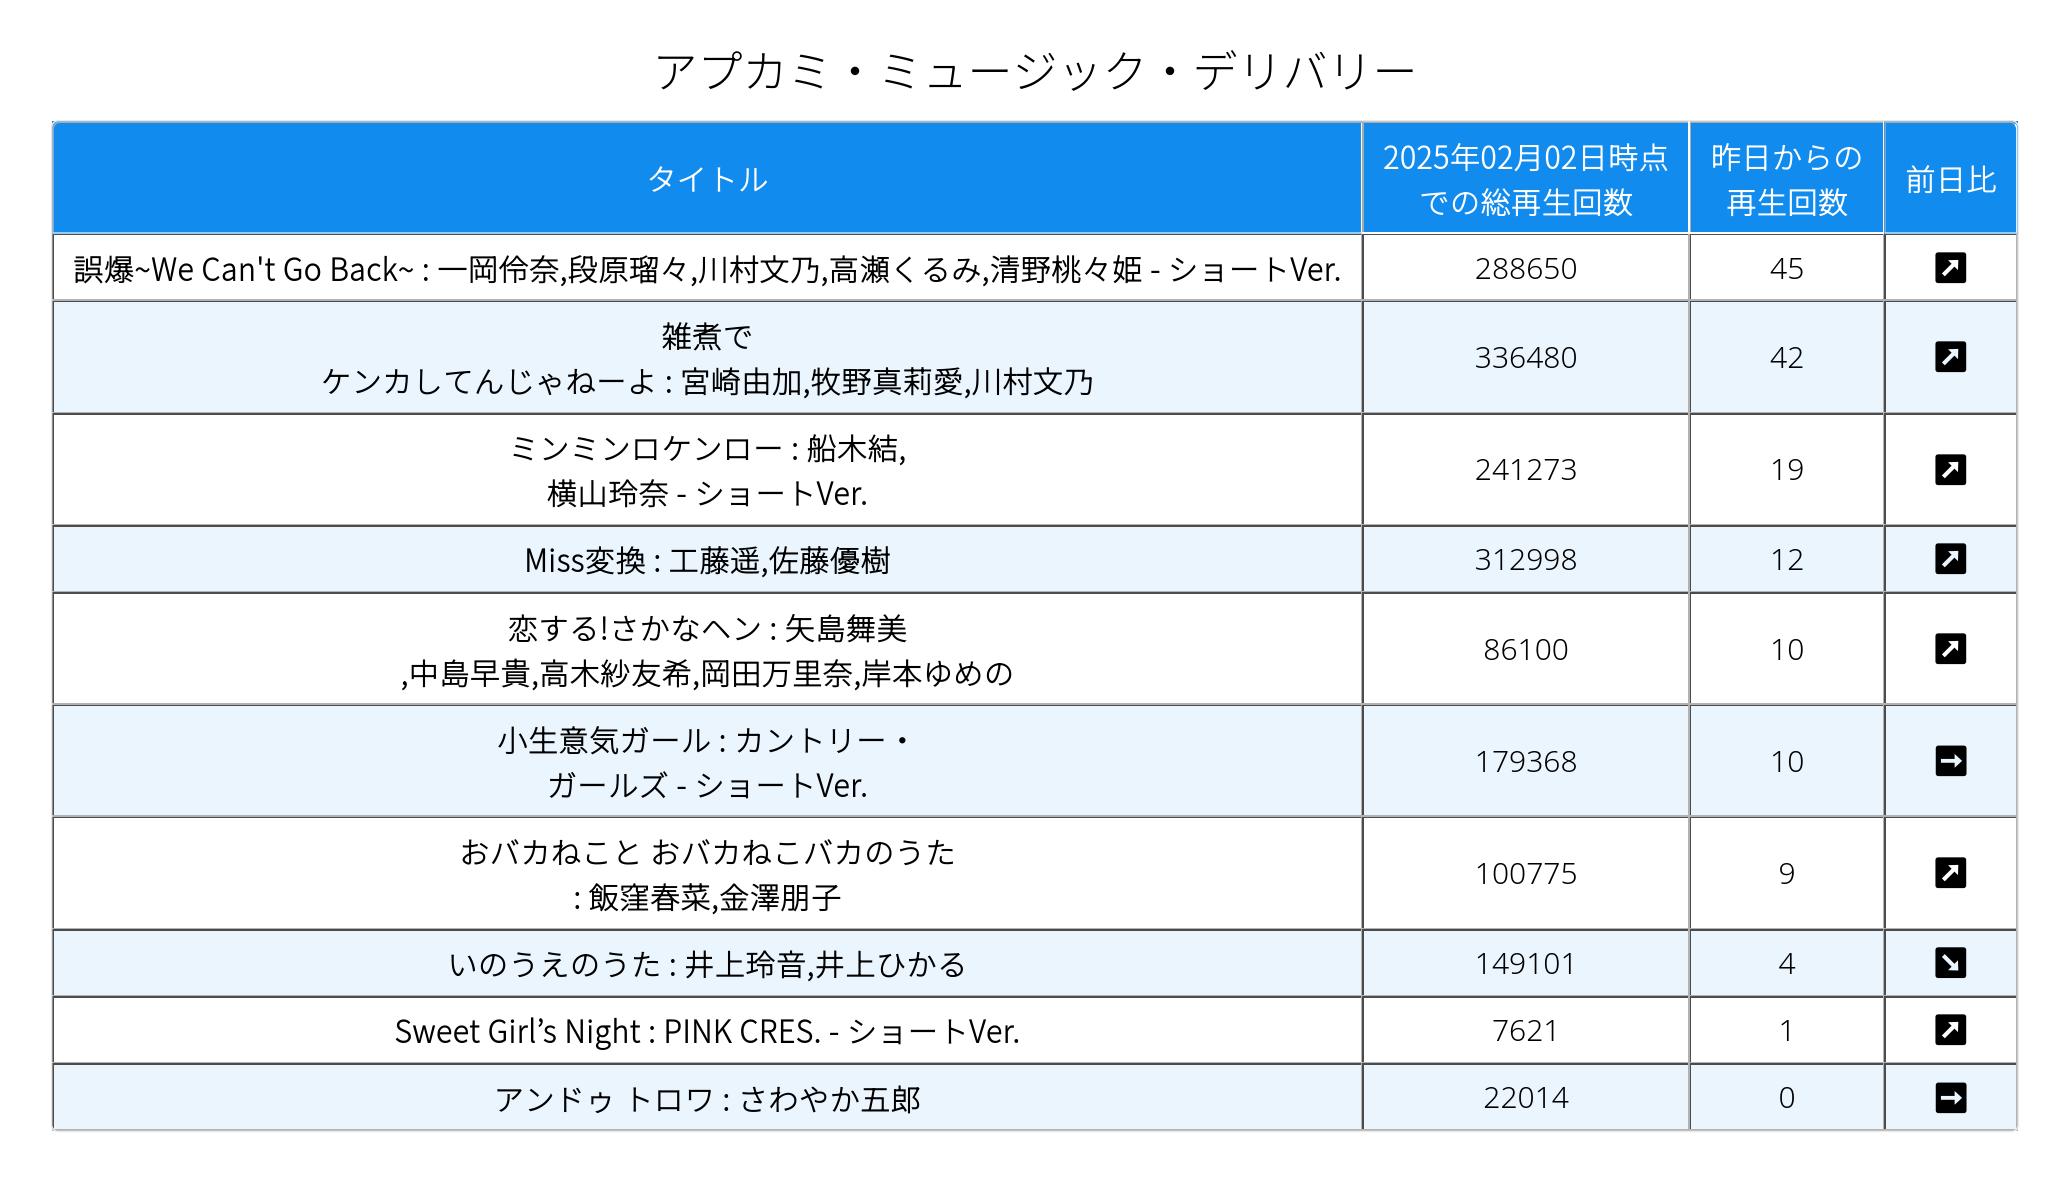 アプカミ・ミュージック・デリバリー
タイトル
2025年02月02日時点
での総再生回数
昨日からの
再生回数
前日比
誤爆~We Can't Go Back~ : 一岡伶奈,段原瑠々,川村文乃,高瀬くるみ,清野桃々姫 - ショートVer.
288650
45
雑煮で
ケンカしてんじゃねーよ : 宮崎由加,牧野真莉愛,川村文乃
336480
42
ミンミンロケンロー : 船木結,
横山玲奈 - ショートVer.
241273
19
Miss変換 : 工藤遥,佐藤優樹
312998
12
恋する!さかなヘン : 矢島舞美
,中島早貴,高木紗友希,岡田万里奈,岸本ゆめの
86100
10
小生意気ガール : カントリー・
ガールズ - ショートVer.
179368
10
おバカねこと おバカねこバカのうた
: 飯窪春菜,金澤朋子
100775
9
いのうえのうた : 井上玲音,井上ひかる
149101
4
Sweet Girl’s Night : PINK CRES. - ショートVer.
7621
1
アンドゥ トロワ : さわやか五郎
22014
0